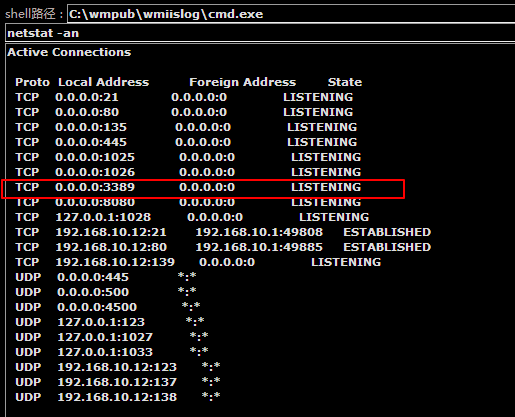 shell路径：C:\wmpub\wmiislog\cmd.exe
netstat -an
Active Connections
Proto Local Address Foreign Address State
TCP 0.0.0.0:21 0.0.0.0:0 LISTENING
TCP 0.0.0.0:80 0.0.0.0:0 LISTENING
TCP 0.0.0.0:135 0.0.0.0:0 LISTENING
TCP 0.0.0.0:445 0.0.0.0:0 LISTENING
TCP 0.0.0.0:1025 0.0.0.0:0 LISTENING
TCP 0.0.0.0:1026 0.0.0.0:0 LISTENING
TCP 0.0.0.0:3389 0.0.0.0:0 LISTENING
TCP 0.0.0.0:8080 0.0.0.0:0 LISTENING
TCP 127.0.0.1:1028 0.0.0.0:0 LISTENING
TCP 192.168.10.12:21 192.168.10.1:49808 ESTABLISHED
TCP 192.168.10.12:80 192.168.10.1:49885 ESTABLISHED
TCP 192.168.10.12:139 0.0.0.0:0 LISTENING
UDP 0.0.0.0:445 *:*
UDP 0.0.0.0:500 *:*
UDP 0.0.0.0:4500 *:*
UDP 127.0.0.1:123 *:*
UDP 127.0.0.1:1027 *:*
UDP 127.0.0.1:1033 *:*
UDP 192.168.10.12:123 *:*
UDP 192.168.10.12:137 *:*
UDP 192.168.10.12:138 *:*